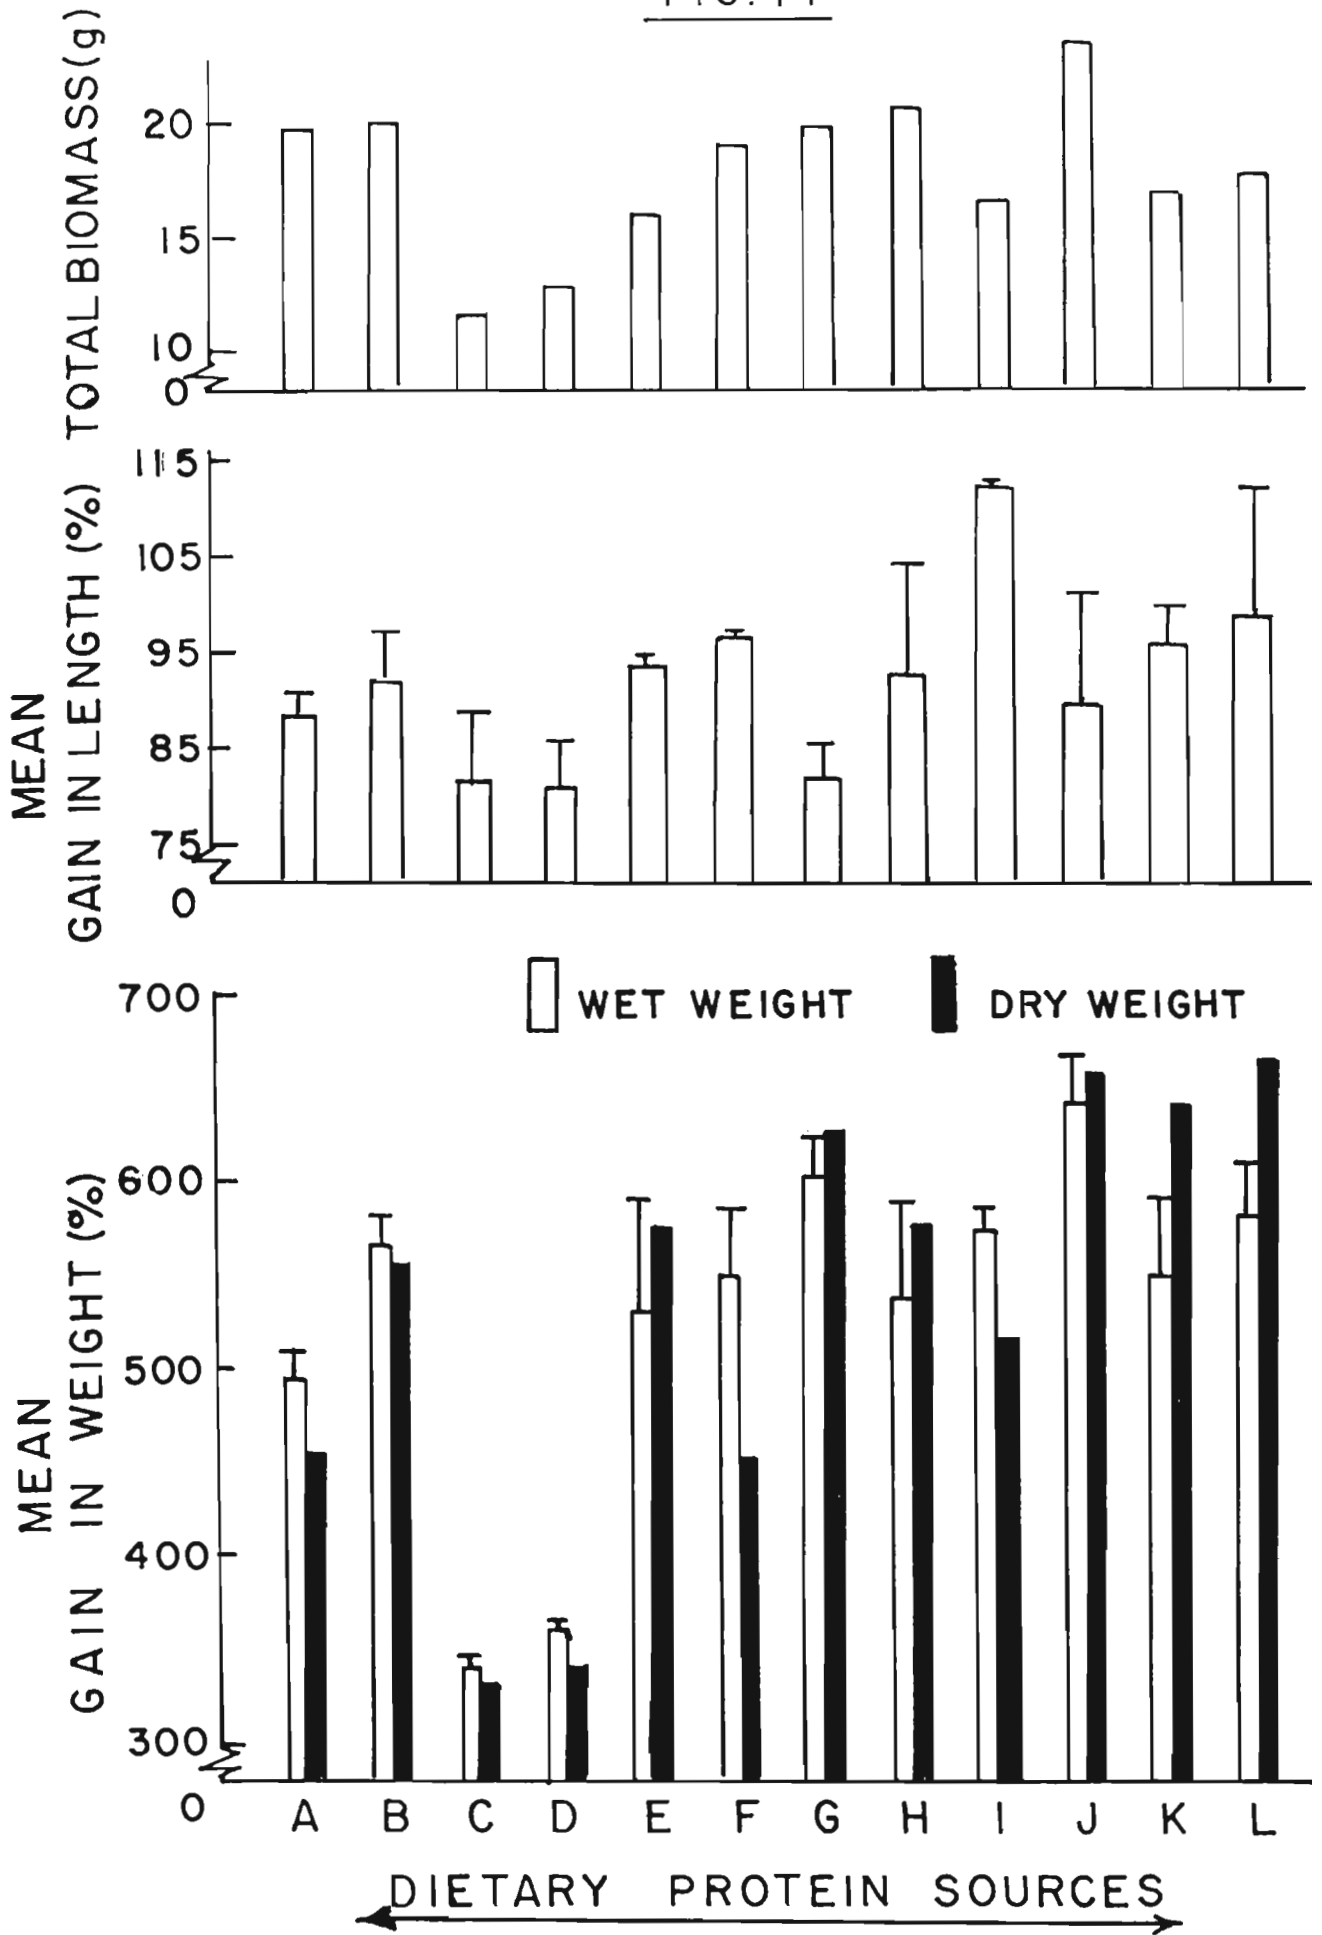 TOTAL BIOMASS (g)
20
15
10
0
MEAN
GAIN IN LENGTH (%)
115
105
95
85
75
0
WET WEIGHT
DRY WEIGHT
MEAN
GAIN IN WEIGHT (%)
700
600
500
400
300
0
A B C D E F G H I J K L
DIETARY PROTEIN SOURCES